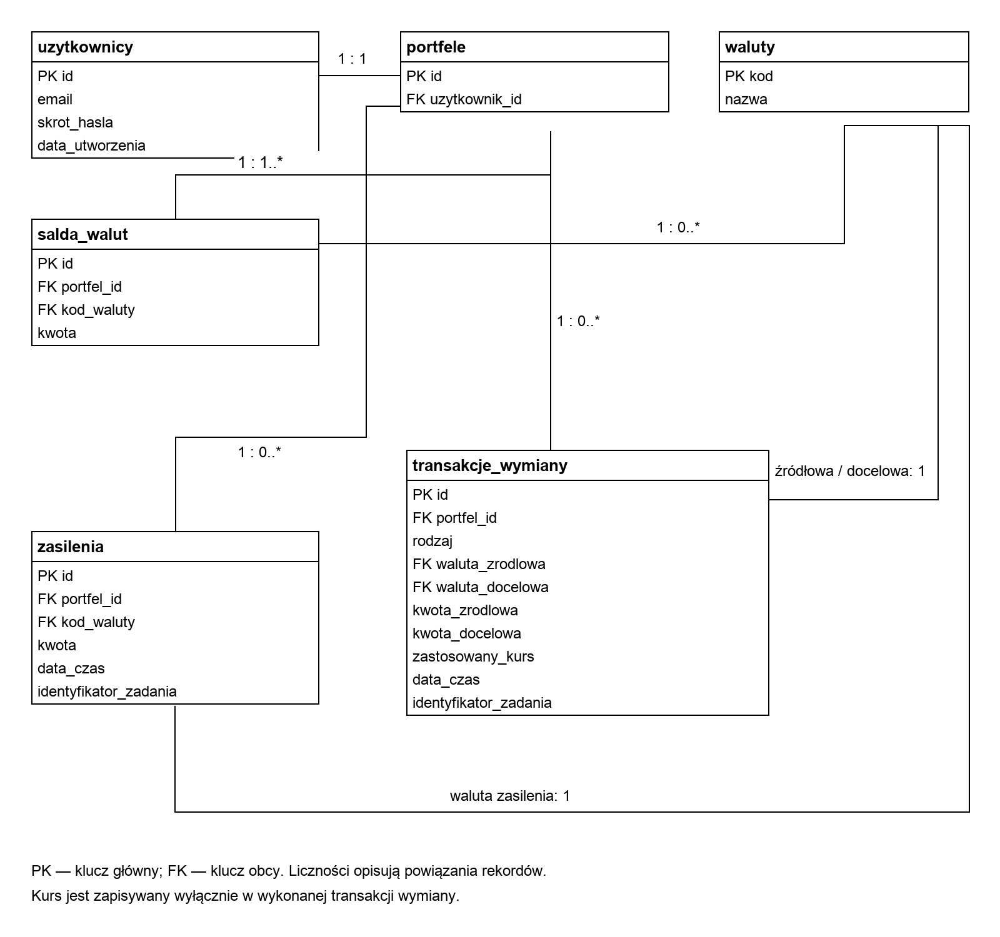 uzytkownicy
PK id
email
skrot_hasla
data_utworzenia
1 : 1
portfele
PK id
FK uzytkownik_id
waluty
PK kod
nazwa
1 : 1..*
salda_walut
PK id
FK portfel_id
FK kod_waluty
kwota
1 : 0..*
1 : 0..*
1 : 0..*
zasilenia
PK id
FK portfel_id
FK kod_waluty
kwota
data_czas
identyfikator_zadania
transakcje_wymiany
PK id
FK portfel_id
rodzaj
FK waluta_zrodlowa
FK waluta_docelowa
kwota_zrodlowa
kwota_docelowa
zastosowany_kurs
data_czas
identyfikator_zadania
źródłowa / docelowa: 1
waluta zasilenia: 1
PK — klucz główny; FK — klucz obcy. Liczności opisują powiązania rekordów.
Kurs jest zapisywany wyłącznie w wykonanej transakcji wymiany.